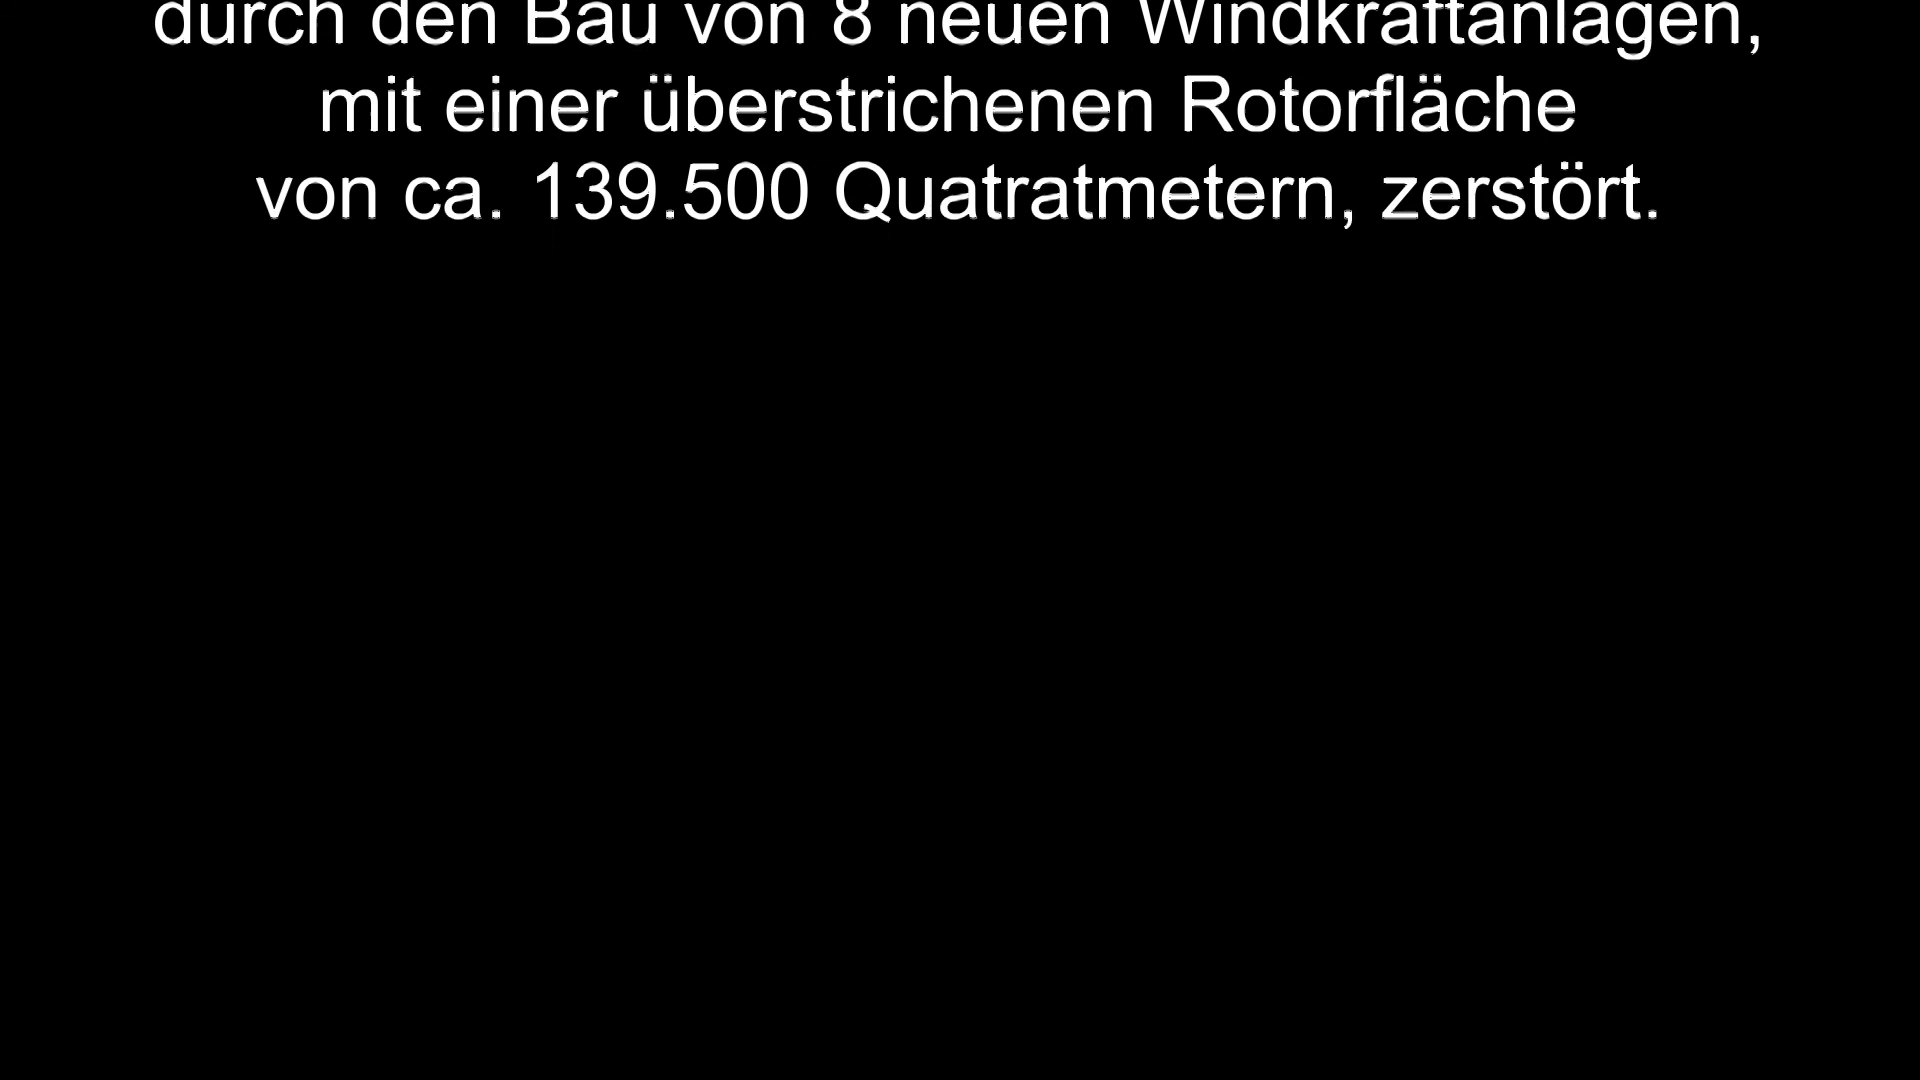 durch den Bau von 8 neuen Windkraftanlagen,
mit einer überstrichenen Rotorfläche
von ca. 139.500 Quatratmetern, zerstört.